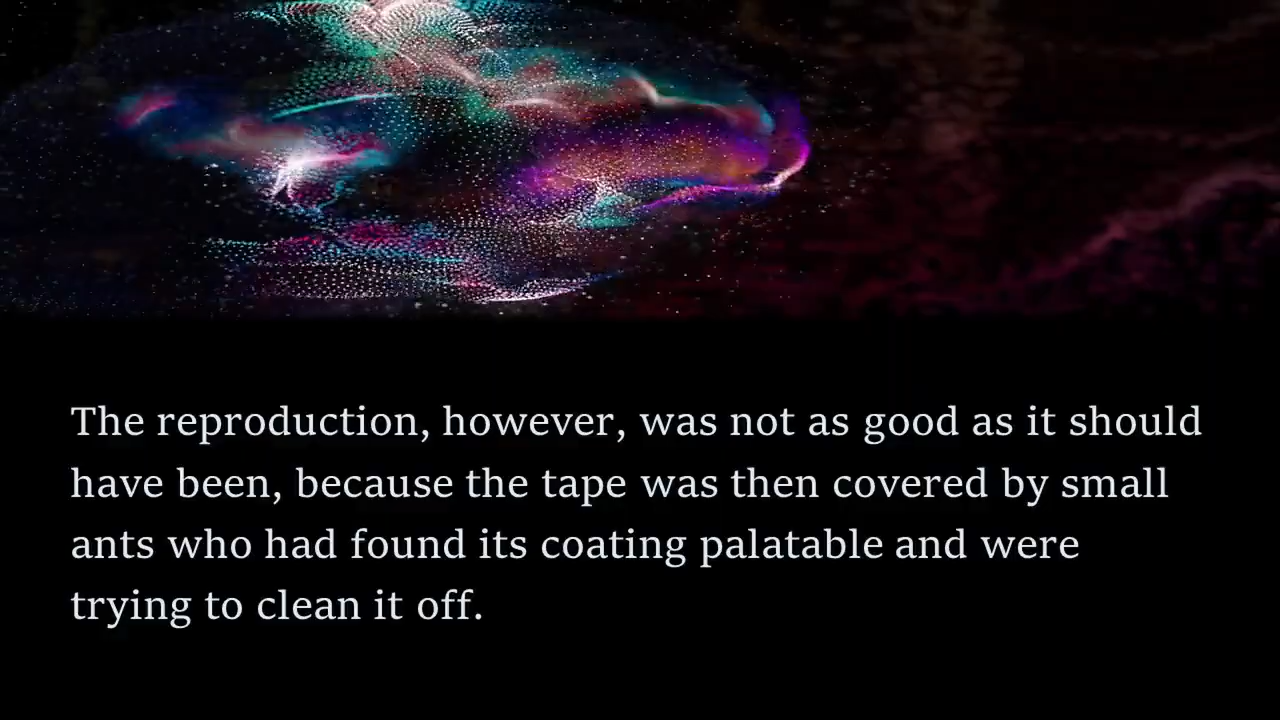 The reproduction, however, was not as good as it should
have been, because the tape was then covered by small
ants who had found its coating palatable and were
trying to clean it off.